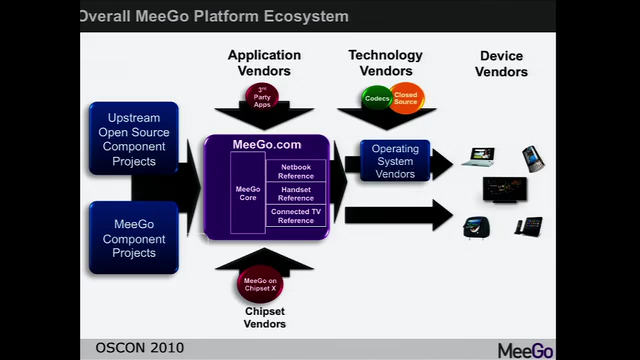 Overall MeeGo Platform Ecosystem
Application
Vendors
Technology
Vendors
Device
Vendors
3rd
Party
Apps
Codecs
Closed
Source
Upstream
Open Source
Component
Projects
MeeGo.com
MeeGo
Core
Netbook
Reference
Handset
Reference
Connected TV
Reference
Operating
System
Vendors
MeeGo
Component
Projects
MeeGo on
Chipset X
Chipset
Vendors
OSCON 2010
MeeGo